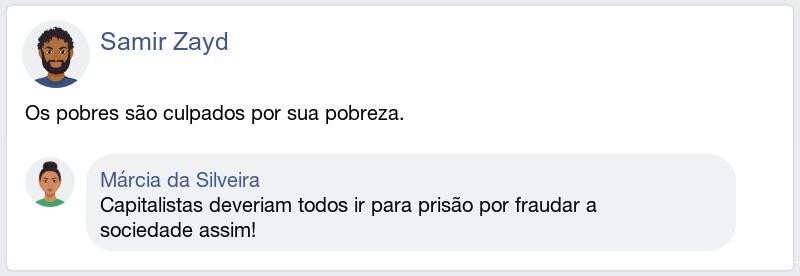 Samir Zayd
Os pobres são culpados por sua pobreza.
Márcia da Silveira
Capitalistas deveriam todos ir para prisão por fraudar a
sociedade assim!